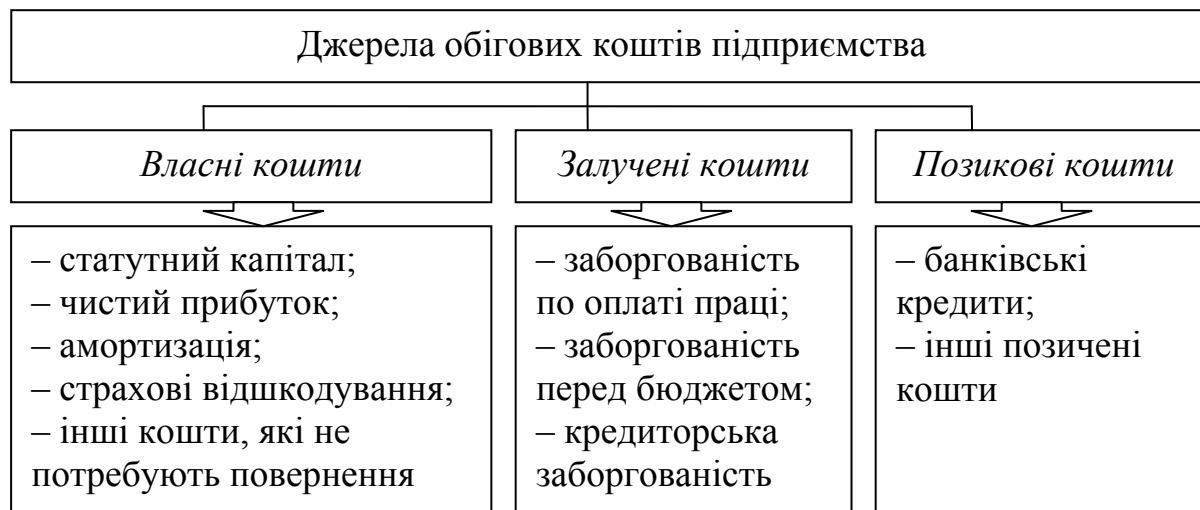 Джерела обігових коштів підприємства
Власні кошти
Залучені кошти
Позикові кошти
– статутний капітал;
– чистий прибуток;
– амортизація;
– страхові відшкодування;
– інші кошти, які не
потребують повернення
– заборгованість
по оплаті праці;
– заборгованість
перед бюджетом;
– кредиторська
заборгованість
– банківські
кредити;
– інші позичені
кошти